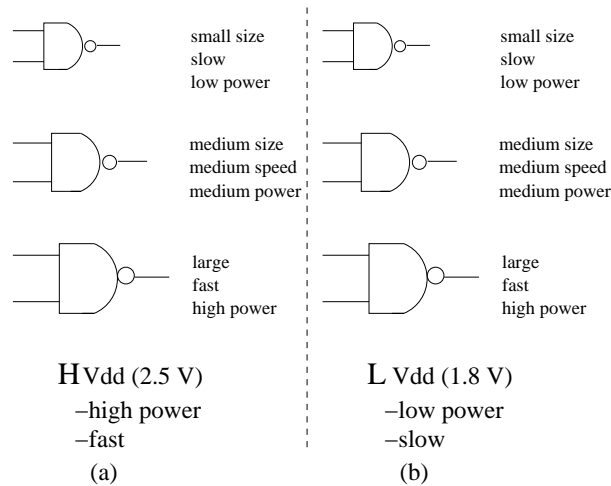 small size
slow
low power
medium size
medium speed
medium power
large
fast
high power
H Vdd (2.5 V)
−high power
−fast
(a)
small size
slow
low power
medium size
medium speed
medium power
large
fast
high power
L Vdd (1.8 V)
−low power
−slow
(b)